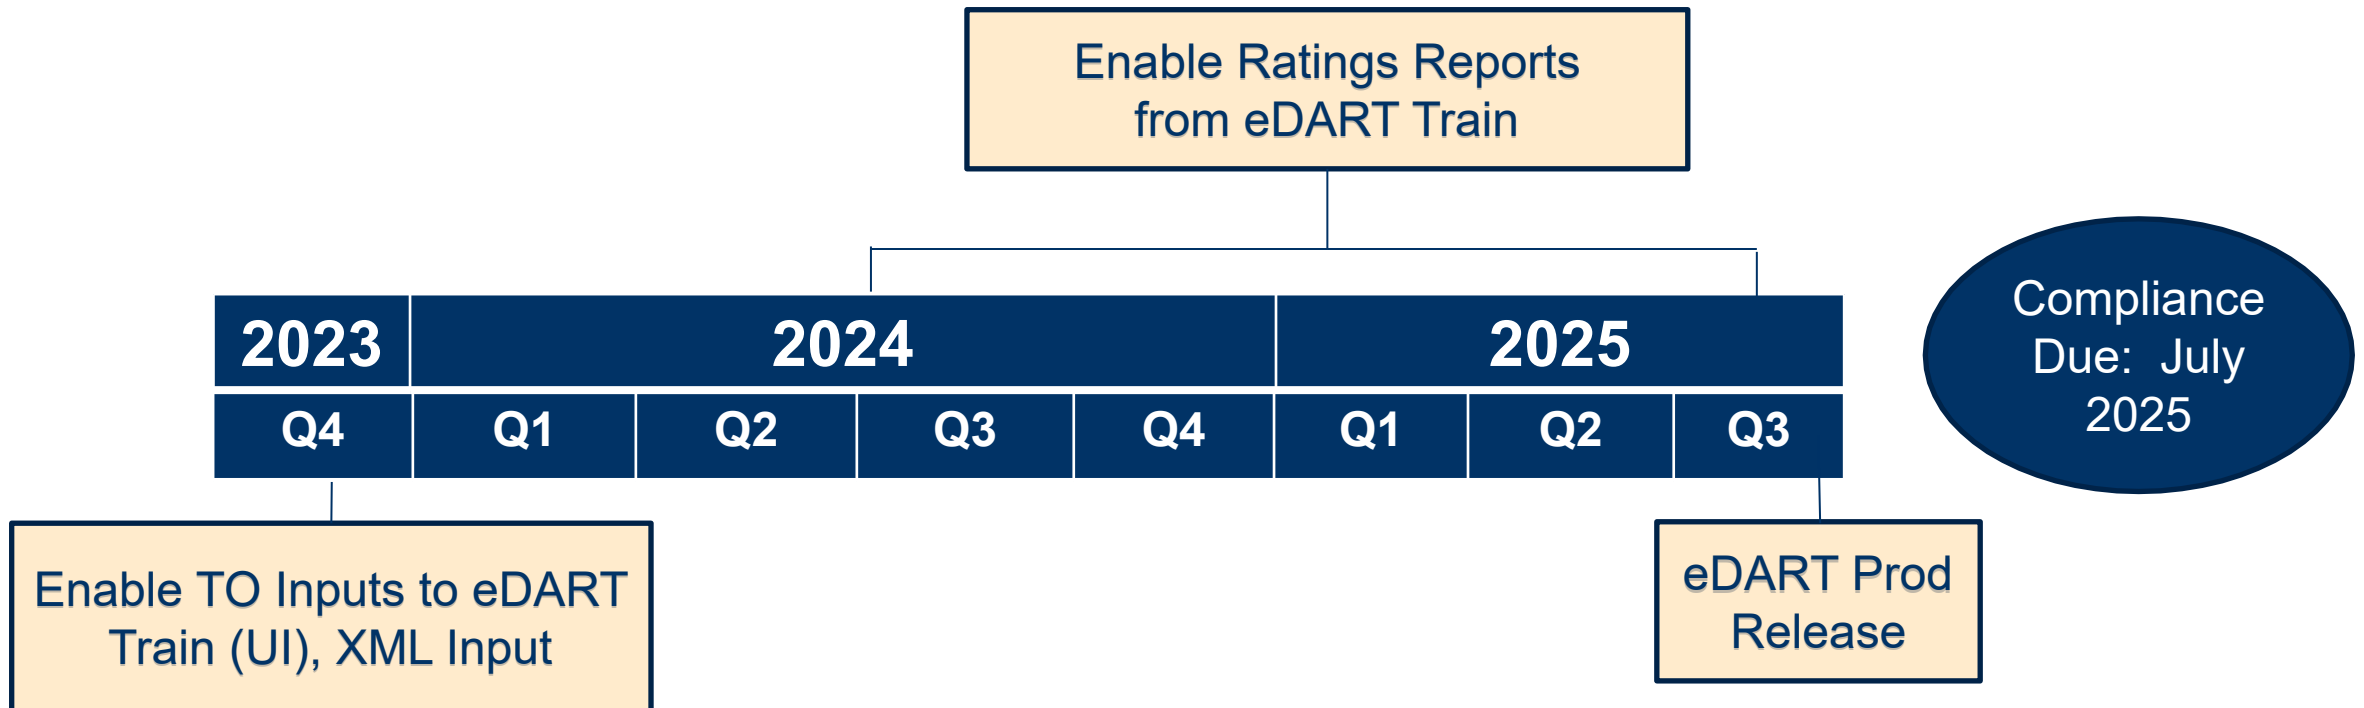 Enable Ratings Reports
from eDART Train
2023
2024
2025
Q4
Q1
Q2
Q3
Q4
Q1
Q2
Q3
Compliance
Due:  July
2025
Enable TO Inputs to eDART
Train (UI), XML Input
eDART Prod
Release